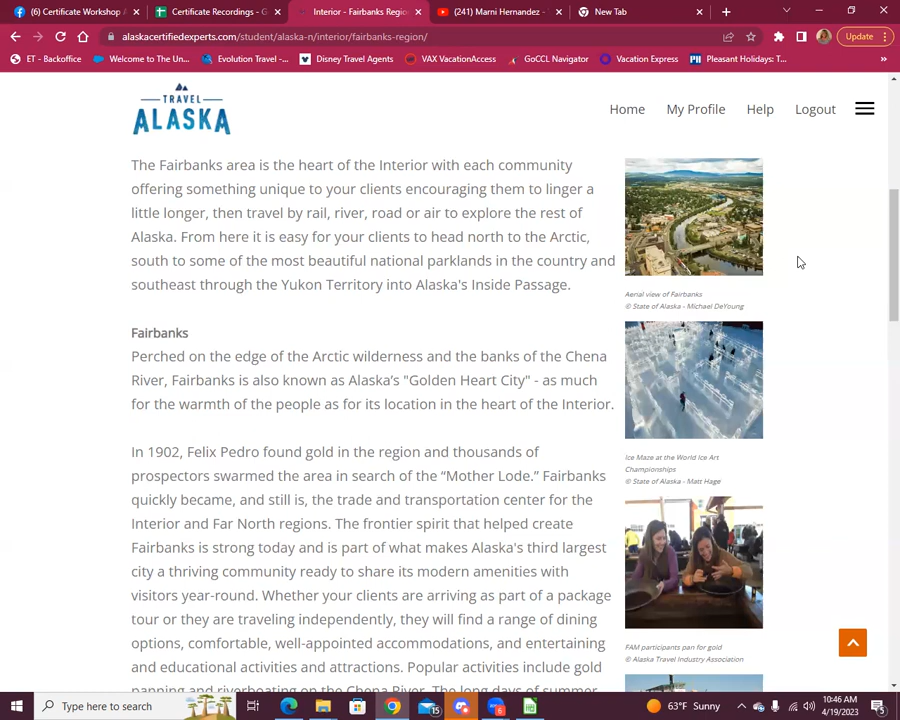 (6) Certificate Workshop A
Certificate Recordings - G
Interior - Fairbanks Regio
(241) Marni Hernandez -
New Tab
alaskacertifiedexperts.com/student/alaska-n/interior/fairbanks-region/
Update
ET - Backoffice
Welcome to The Un...
Evolution Travel -...
Disney Travel Agents
VAX VacationAccess
GoCCL Navigator
Vacation Express
Pleasant Holidays: T...
TRAVEL
ALASKA
Home
My Profile
Help
Logout
The Fairbanks area is the heart of the Interior with each community
offering something unique to your clients encouraging them to linger a
little longer, then travel by rail, river, road or air to explore the rest of
Alaska. From here it is easy for your clients to head north to the Arctic,
south to some of the most beautiful national parklands in the country and
southeast through the Yukon Territory into Alaska's Inside Passage.
Aerial view of Fairbanks
© State of Alaska - Michael DeYoung
Fairbanks
Perched on the edge of the Arctic wilderness and the banks of the Chena
River, Fairbanks is also known as Alaska's "Golden Heart City" - as much
for the warmth of the people as for its location in the heart of the Interior.
Ice Maze at the World Ice Art
Championships
© State of Alaska - Matt Hage
In 1902, Felix Pedro found gold in the region and thousands of
prospectors swarmed the area in search of the “Mother Lode.” Fairbanks
quickly became, and still is, the trade and transportation center for the
Interior and Far North regions. The frontier spirit that helped create
Fairbanks is strong today and is part of what makes Alaska's third largest
city a thriving community ready to share its modern amenities with
visitors year-round. Whether your clients are arriving as part of a package
tour or they are traveling independently, they will find a range of dining
options, comfortable, well-appointed accommodations, and entertaining
and educational activities and attractions. Popular activities include gold
panning and riverboating on the Chena River. The long days of summer
FAM participants pan for gold
© Alaska Travel Industry Association
Type here to search
15
6
63°F Sunny
10:46 AM
4/19/2023
5